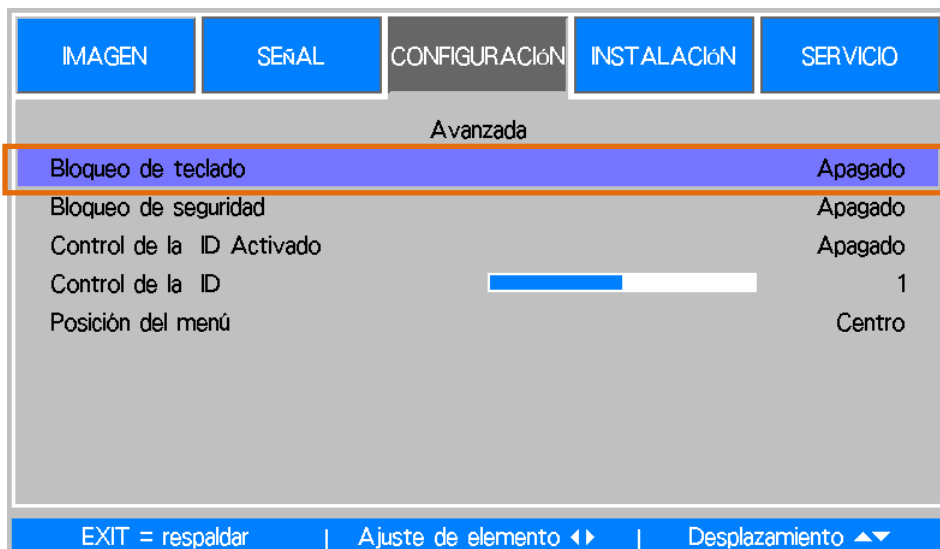 IMAGEN SEñAL CONFIGURACIóN INSTALACIóN SERVICIO
Avanzada
Bloqueo de teclado Apagado
Bloqueo de seguridad Apagado
Control de la ID Activado Apagado
Control de la ID 1
Posición del menú Centro
EXIT = respaldar | Ajuste de elemento ◂▸ | Desplazamiento ▴▾